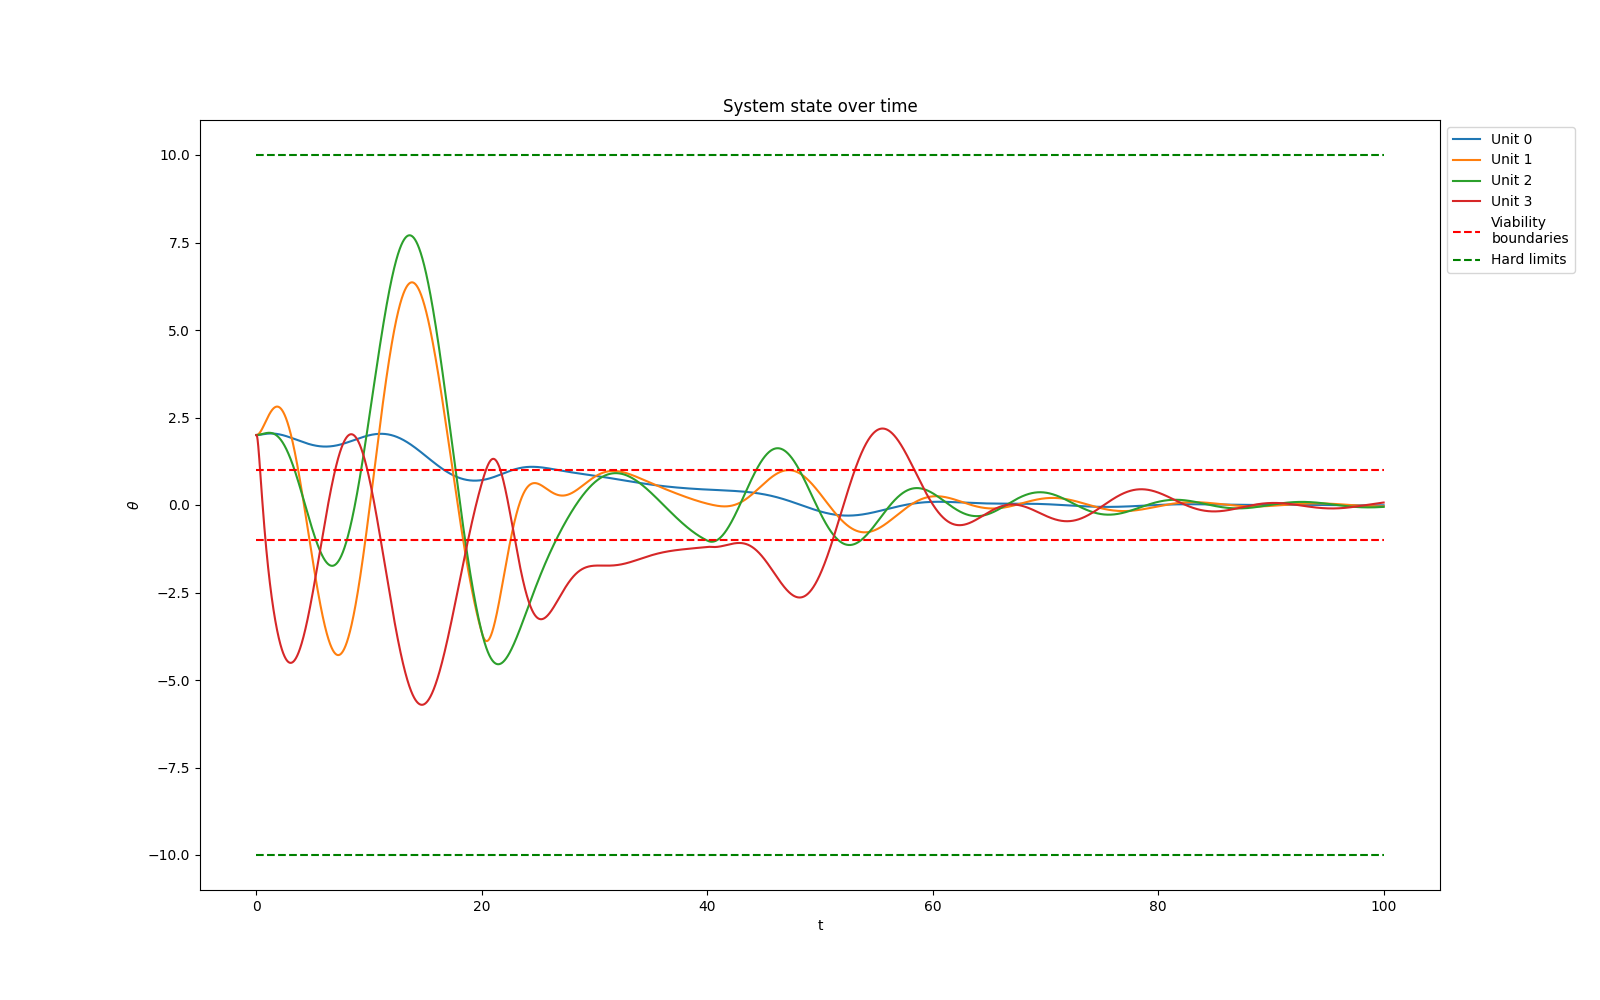 System state over time
10.0
7.5
5.0
2.5
0.0
−2.5
−5.0
−7.5
−10.0
θ
0
20
40
60
80
100
t
Unit 0
Unit 1
Unit 2
Unit 3
Viability
boundaries
Hard limits